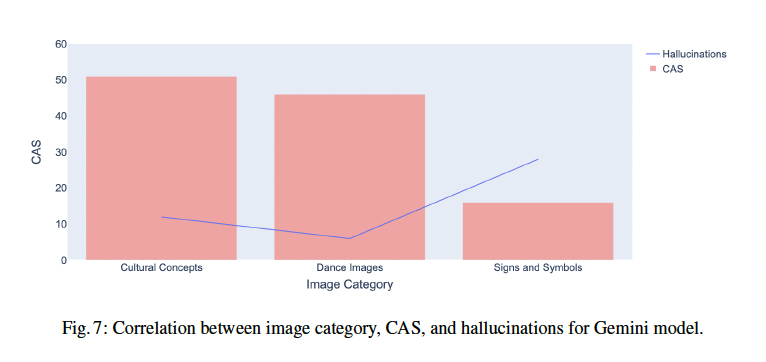 60
50
40
30
20
10
0
CAS
Cultural Concepts
Dance Images
Signs and Symbols
Image Category
Hallucinations
CAS
Fig. 7: Correlation between image category, CAS, and hallucinations for Gemini model.